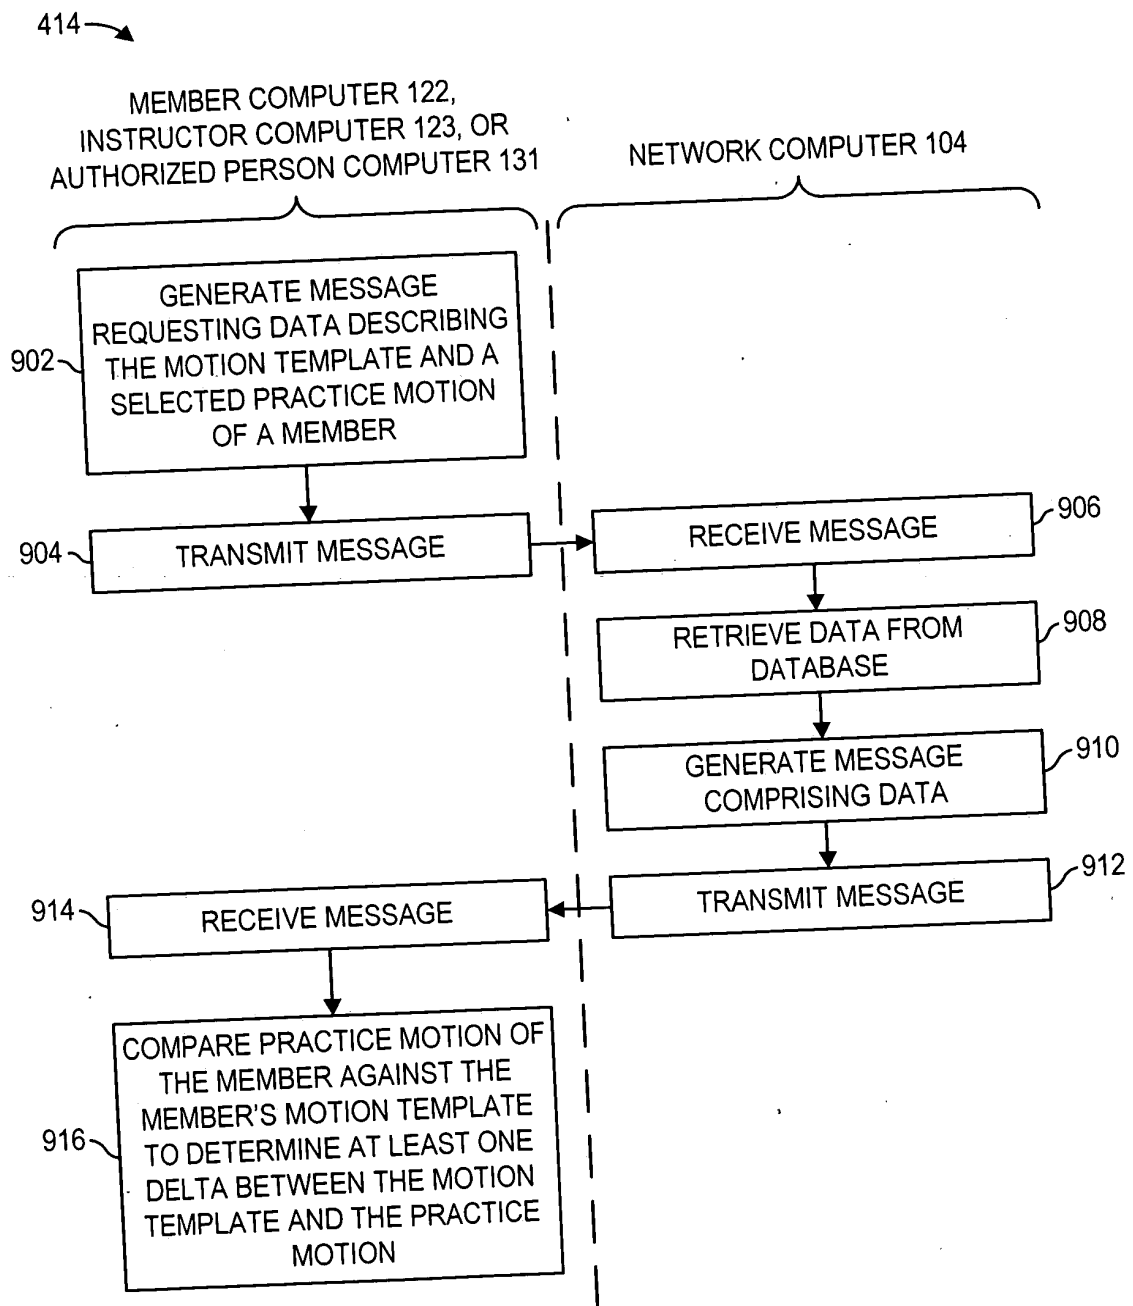 414
MEMBER COMPUTER 122,
INSTRUCTOR COMPUTER 123, OR
AUTHORIZED PERSON COMPUTER 131
NETWORK COMPUTER 104
GENERATE MESSAGE
REQUESTING DATA DESCRIBING
THE MOTION TEMPLATE AND A
SELECTED PRACTICE MOTION
OF A MEMBER
902
904
TRANSMIT MESSAGE
RECEIVE MESSAGE
906
RETRIEVE DATA FROM
DATABASE
908
GENERATE MESSAGE
COMPRISING DATA
910
TRANSMIT MESSAGE
912
914
RECEIVE MESSAGE
COMPARE PRACTICE MOTION OF
THE MEMBER AGAINST THE
MEMBER'S MOTION TEMPLATE
TO DETERMINE AT LEAST ONE
DELTA BETWEEN THE MOTION
TEMPLATE AND THE PRACTICE
MOTION
916